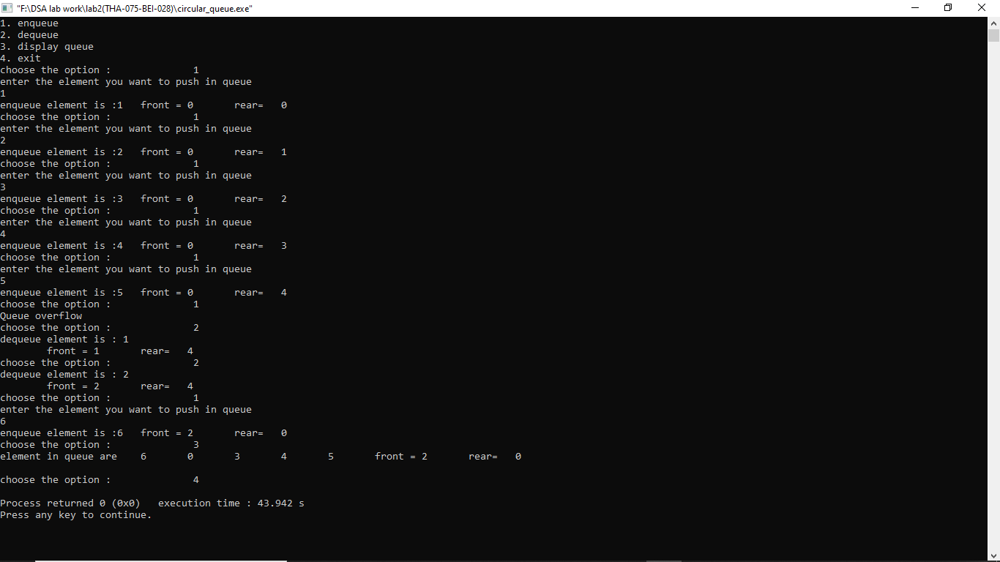 "F:\DSA lab work\lab2(THA-075-BEI-028)\circular_queue.exe"
1. enqueue
2. dequeue
3. display queue
4. exit
choose the option :              1
enter the element you want to push in queue
1
enqueue element is :1   front = 0       rear=   0
choose the option :              1
enter the element you want to push in queue
2
enqueue element is :2   front = 0       rear=   1
choose the option :              1
enter the element you want to push in queue
3
enqueue element is :3   front = 0       rear=   2
choose the option :              1
enter the element you want to push in queue
4
enqueue element is :4   front = 0       rear=   3
choose the option :              1
enter the element you want to push in queue
5
enqueue element is :5   front = 0       rear=   4
choose the option :              1
Queue overflow
choose the option :              2
dequeue element is : 1
        front = 1       rear=   4
choose the option :              2
dequeue element is : 2
        front = 2       rear=   4
choose the option :              1
enter the element you want to push in queue
6
enqueue element is :6   front = 2       rear=   0
choose the option :              3
element in queue are    6       0       3       4       5       front = 2       rear=   0
choose the option :              4
Process returned 0 (0x0)   execution time : 43.942 s
Press any key to continue.